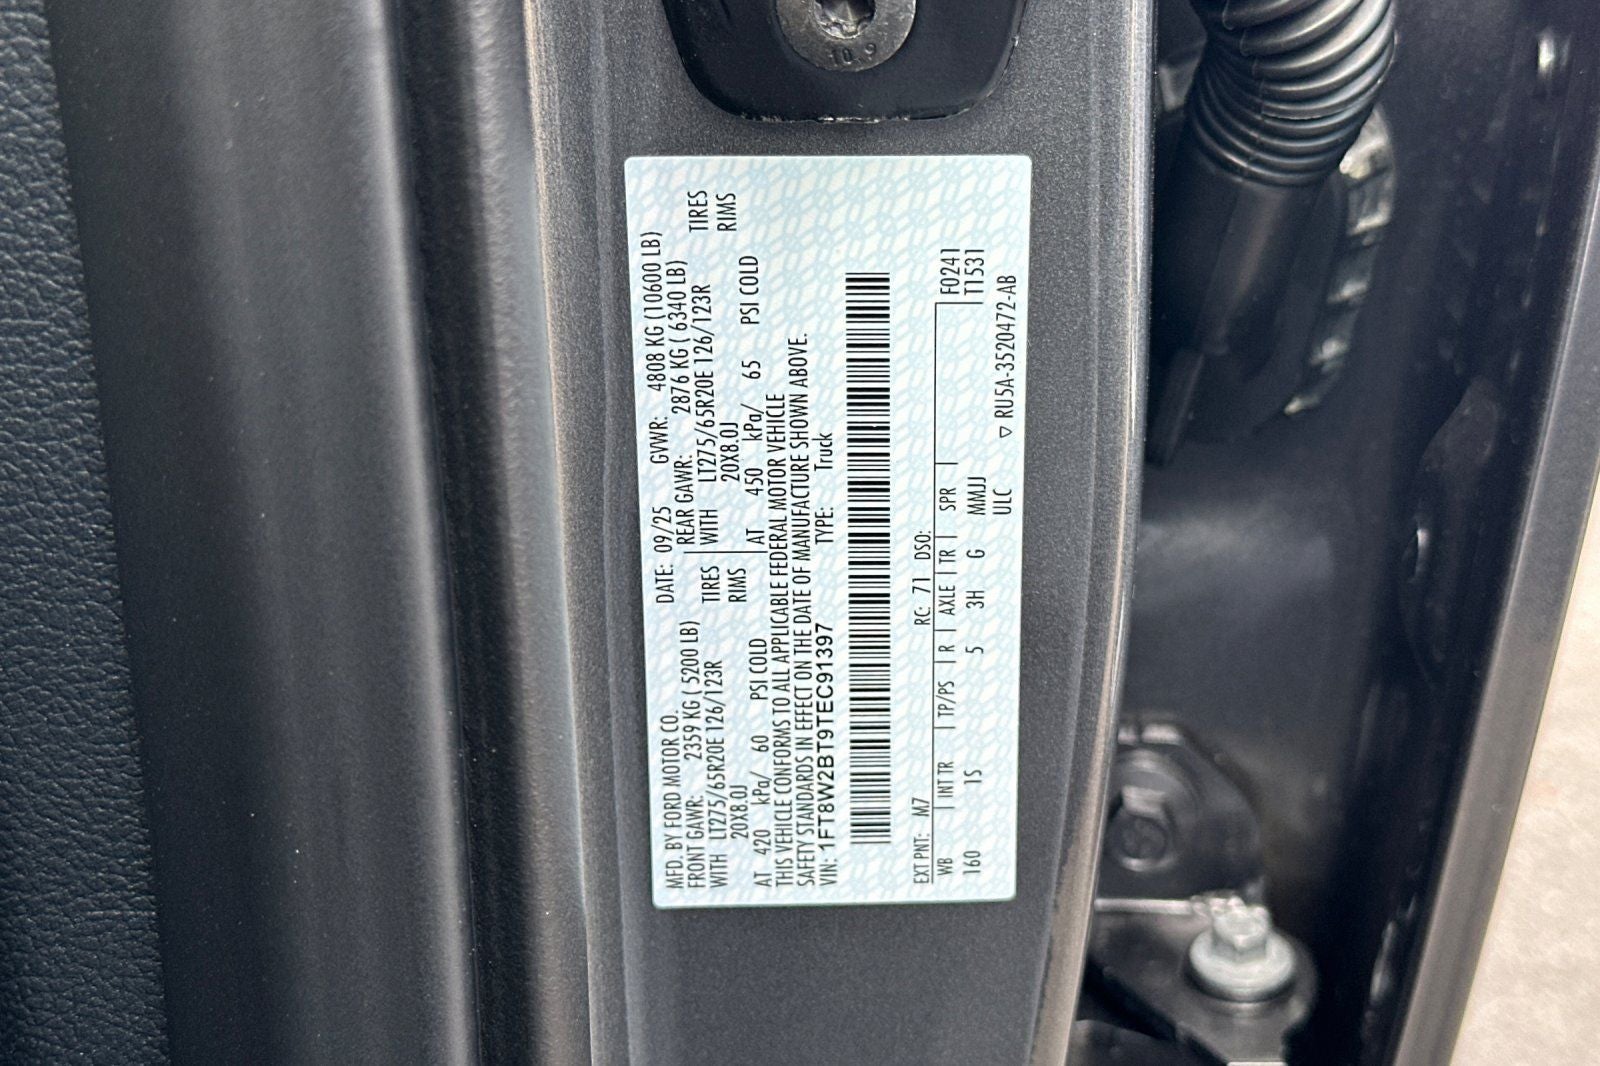 10.9
MFD. BY FORD MOTOR CO. DATE: 09/25 GVWR: 4808 KG (10600 LB)
FRONT GAWR: 2359 KG ( 5200 LB) REAR GAWR: 2876 KG ( 6340 LB)
WITH LT275/65R20E 126/123R TIRES WITH LT275/65R20E 126/123R TIRES
20X8.0J RIMS 20X8.0J RIMS
AT 420 kPa/ 60 PSI COLD AT 450 kPa/ 65 PSI COLD
THIS VEHICLE CONFORMS TO ALL APPLICABLE FEDERAL MOTOR VEHICLE
SAFETY STANDARDS IN EFFECT ON THE DATE OF MANUFACTURE SHOWN ABOVE.
VIN: 1FT8W2BT9TEC91397 TYPE: Truck
EXT PNT: M7 RC: 71 DSO:
WB INT TR TP/PS R AXLE TR SPR F0241
160 1S 5 3H G MMJJ T1531
ULC ▽ RU5A-3520472-AB